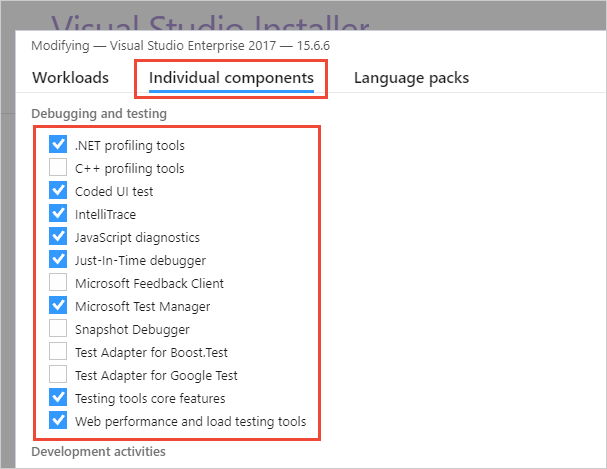 Visual Studio Installer
Modifying — Visual Studio Enterprise 2017 — 15.6.6
Workloads Individual components Language packs
Debugging and testing
.NET profiling tools
C++ profiling tools
Coded UI test
IntelliTrace
JavaScript diagnostics
Just-In-Time debugger
Microsoft Feedback Client
Microsoft Test Manager
Snapshot Debugger
Test Adapter for Boost.Test
Test Adapter for Google Test
Testing tools core features
Web performance and load testing tools
Development activities